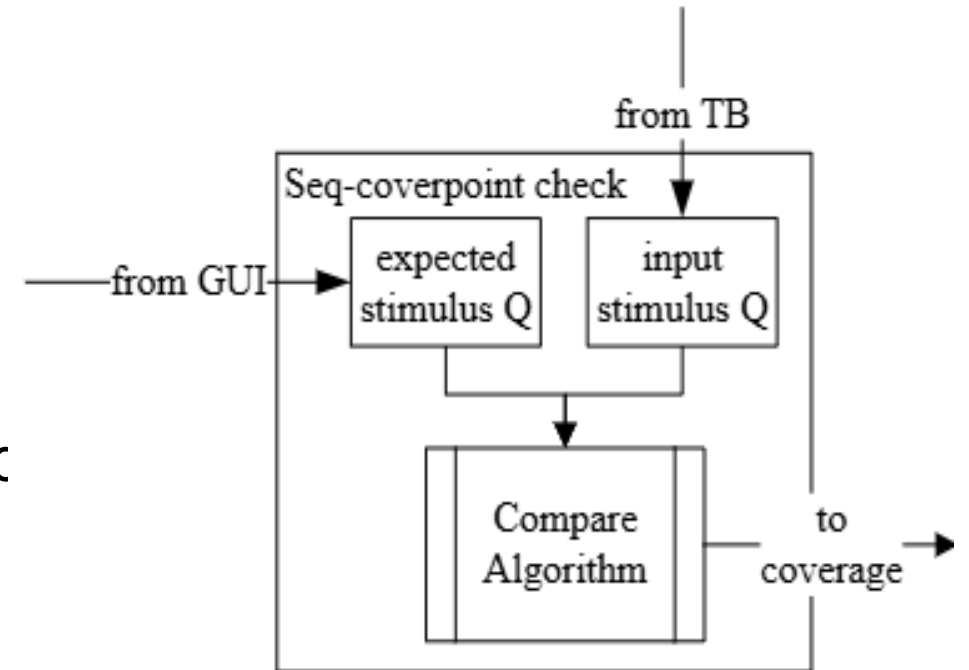 from TB
Seq-coverpoint check
from GUI
expected
stimulus Q
input
stimulus Q
Compare
Algorithm
to
coverage